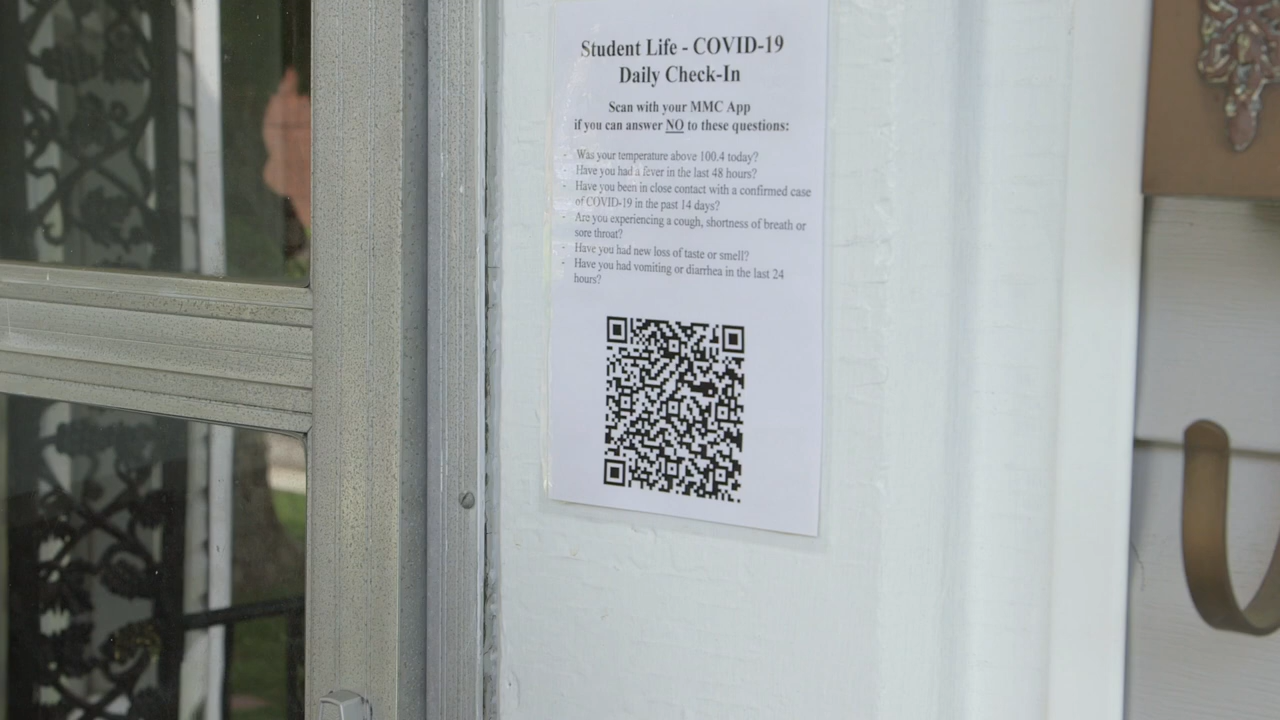 Student Life - COVID-19
Daily Check-In
Scan with your MMC App
if you can answer NO to these questions:
- Was your temperature above 100.4 today?
- Have you had a fever in the last 48 hours?
- Have you been in close contact with a confirmed case
of COVID-19 in the past 14 days?
- Are you experiencing a cough, shortness of breath or
sore throat?
- Have you had new loss of taste or smell?
- Have you had vomiting or diarrhea in the last 24
hours?